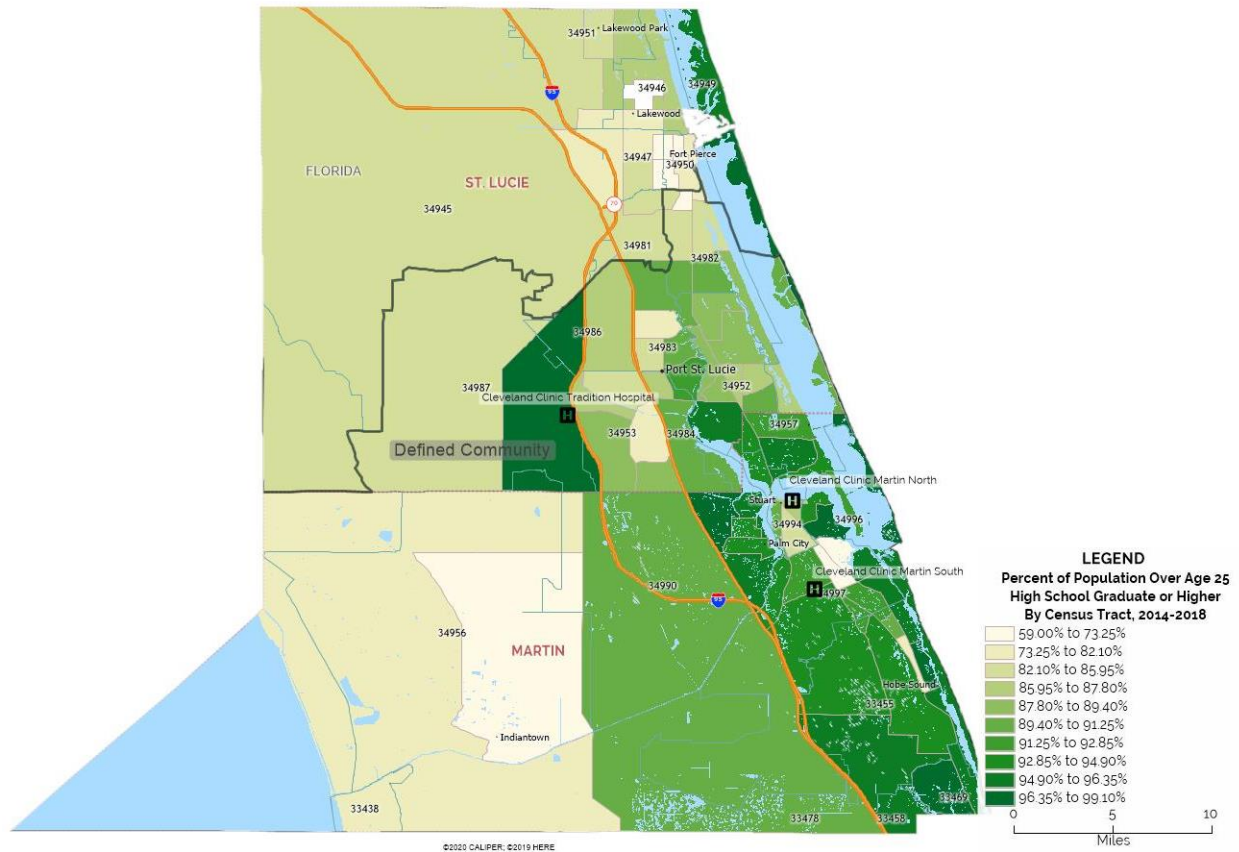 34951
Lakewood Park
34949
34946
95
Lakewood
34947
Fort Pierce
34950
FLORIDA
ST. LUCIE
70
34945
34981
34982
34986
34983
Port St. Lucie
34987
34952
Cleveland Clinic Tradition Hospital
H
34957
34953
34984
Defined Community
Cleveland Clinic Martin North
Stuart
H
34994
34996
Palm City
Cleveland Clinic Martin South
34990
H
34997
95
34956
MARTIN
Hobe Sound
33455
Indiantown
33469
33438
33478
33458
LEGEND
Percent of Population Over Age 25
High School Graduate or Higher
By Census Tract, 2014-2018
59.00% to 73.25%
73.25% to 82.10%
82.10% to 85.95%
85.95% to 87.80%
87.80% to 89.40%
89.40% to 91.25%
91.25% to 92.85%
92.85% to 94.90%
94.90% to 96.35%
96.35% to 99.10%
0 5 10
Miles
©2020 CALIPER; ©2019 HERE